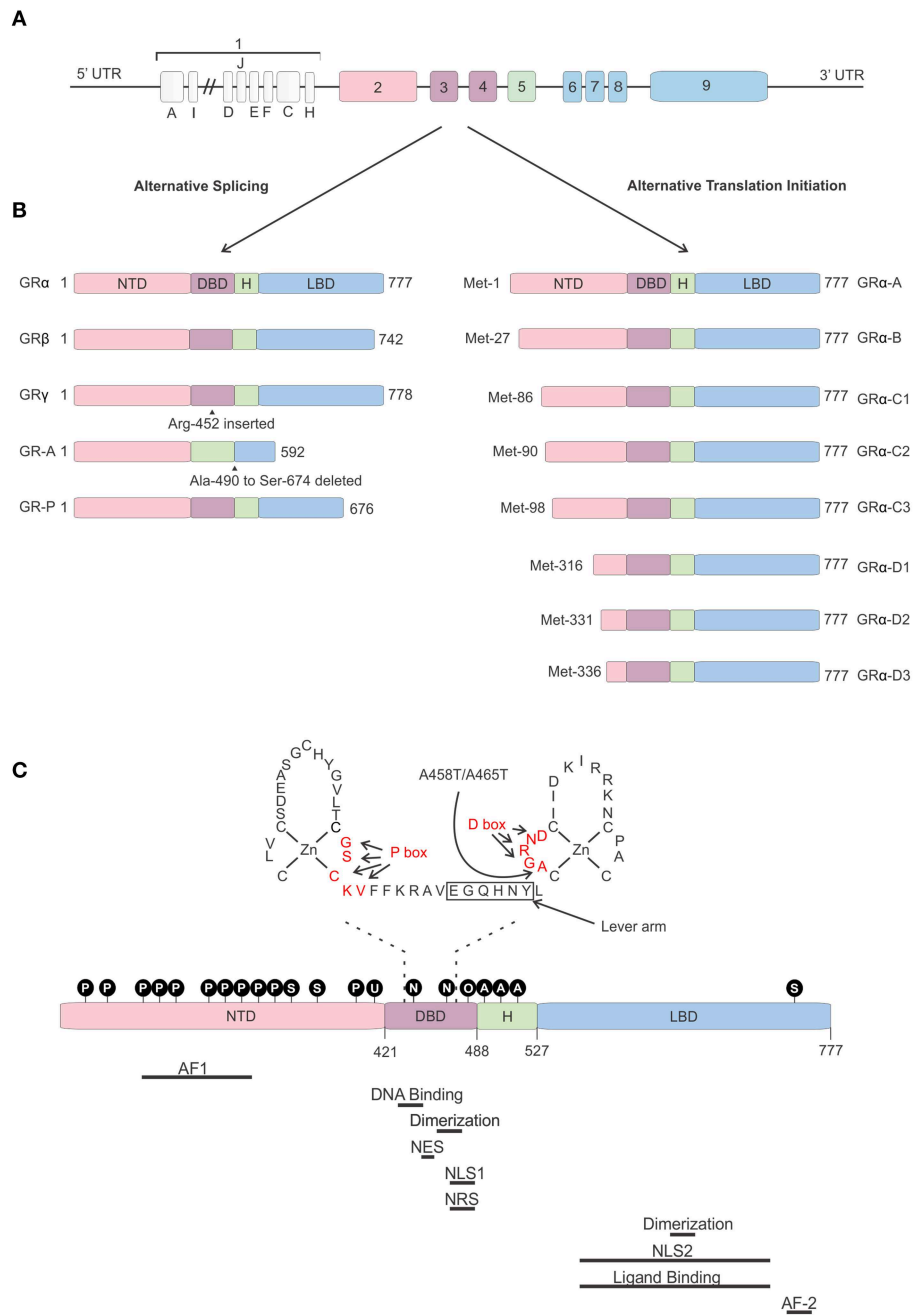 A
1
J
5' UTR
2
3
4
5
6
7
8
9
3' UTR
A I // D E F C H
Alternative Splicing
Alternative Translation Initiation
B
GRα 1 NTD DBD H LBD 777
GRβ 1 742
GRγ 1 778
Arg-452 inserted
GR-A 1 592
Ala-490 to Ser-674 deleted
GR-P 1 676
Met-1 NTD DBD H LBD 777 GRα-A
Met-27 777 GRα-B
Met-86 777 GRα-C1
Met-90 777 GRα-C2
Met-98 777 GRα-C3
Met-316 777 GRα-D1
Met-331 777 GRα-D2
Met-336 777 GRα-D3
C
C L V C S D E A S G C H Y G V L T C
Zn
G S
C K V F F K R A V E G Q H N Y L
P box
A458T/A465T
D box
C A G R N D C I I D K I R R K N C P A C
Zn
Lever arm
P P P P P P P P P P S S P U N N O A A A S
NTD DBD H LBD
421 488 527 777
AF1
DNA Binding
Dimerization
NES
NLS1
NRS
Dimerization
NLS2
Ligand Binding
AF-2